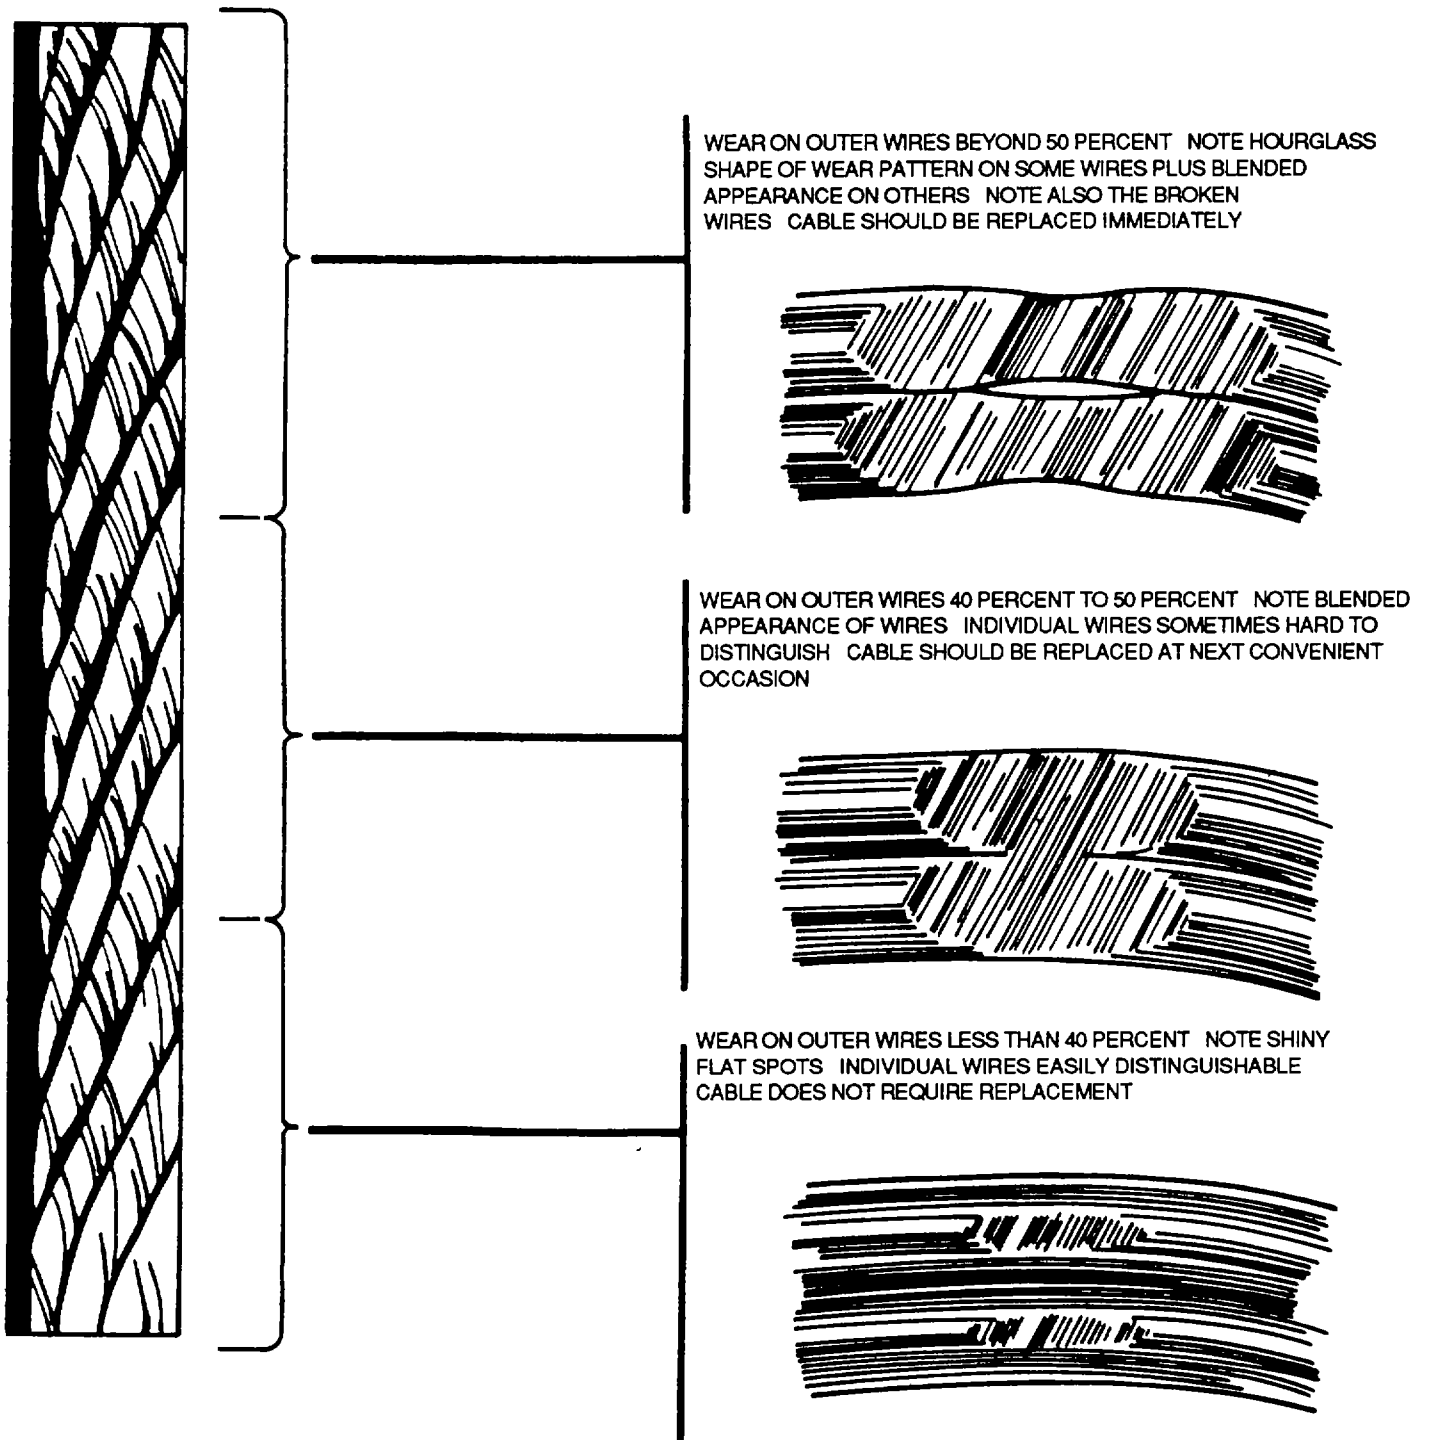 WEAR ON OUTER WIRES BEYOND 50 PERCENT NOTE HOURGLASS
SHAPE OF WEAR PATTERN ON SOME WIRES PLUS BLENDED
APPEARANCE ON OTHERS NOTE ALSO THE BROKEN
WIRES CABLE SHOULD BE REPLACED IMMEDIATELY
WEAR ON OUTER WIRES 40 PERCENT TO 50 PERCENT NOTE BLENDED
APPEARANCE OF WIRES INDIVIDUAL WIRES SOMETIMES HARD TO
DISTINGUISH CABLE SHOULD BE REPLACED AT NEXT CONVENIENT
OCCASION
WEAR ON OUTER WIRES LESS THAN 40 PERCENT NOTE SHINY
FLAT SPOTS INDIVIDUAL WIRES EASILY DISTINGUISHABLE
CABLE DOES NOT REQUIRE REPLACEMENT